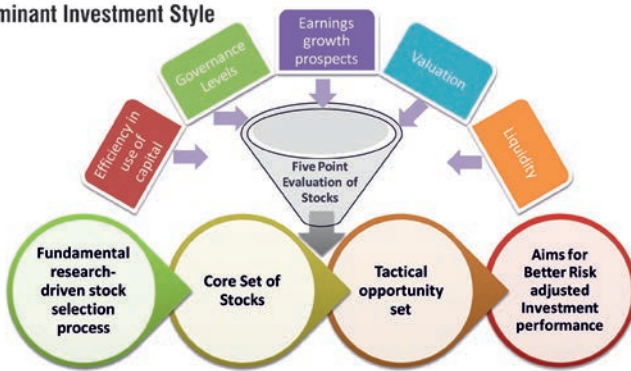 minant Investment Style
Efficiency in
use of
capital
Governance
Levels
Earnings
growth
prospects
Valuation
Liquidity
Five Point
Evaluation of
Stocks
Fundamental
research-
driven stock
selection
process
Core Set of
Stocks
Tactical
opportunity
set
Aims for
Better Risk
adjusted
Investment
performance